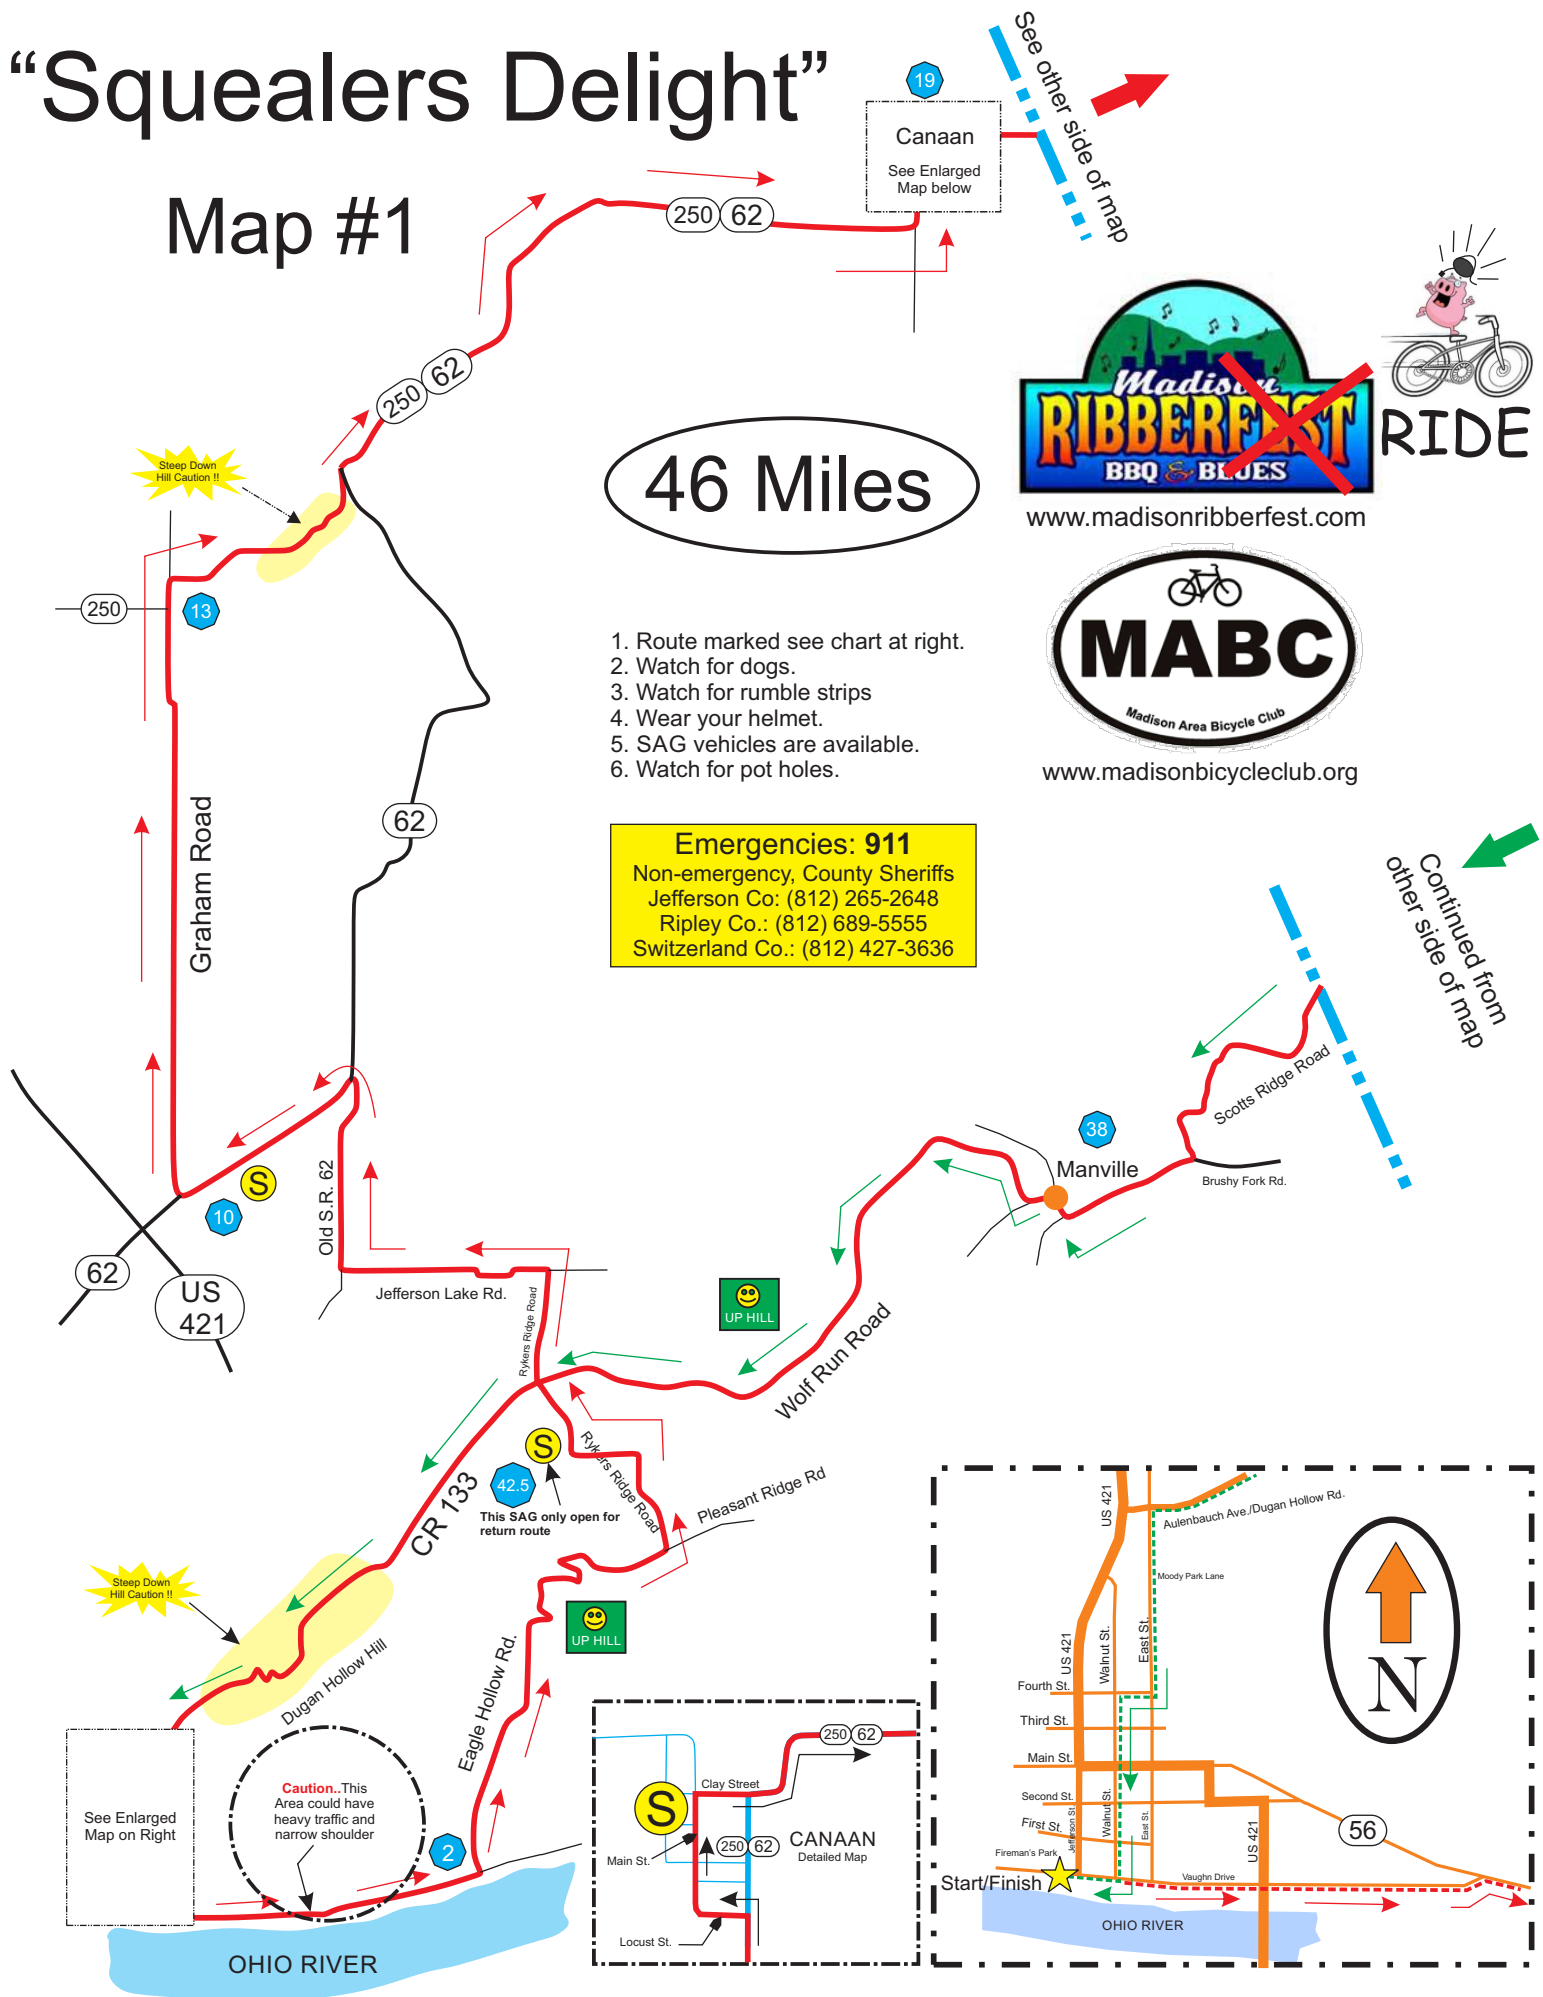 "Squealers Delight"
Map #1
19
Canaan
See Enlarged
Map below
See other side of map
250
62
250
62
Steep Down
Hill Caution !!
250
13
46 Miles
Madison
RIBBERFEST
BBQ & BLUES
RIDE
www.madisonribberfest.com
MABC
Madison Area Bicycle Club
www.madisonbicycleclub.org
1. Route marked see chart at right.
2. Watch for dogs.
3. Watch for rumble strips
4. Wear your helmet.
5. SAG vehicles are available.
6. Watch for pot holes.
Emergencies: 911
Non-emergency, County Sheriffs
Jefferson Co: (812) 265-2648
Ripley Co.: (812) 689-5555
Switzerland Co.: (812) 427-3636
62
Graham Road
Continued from
other side of map
Scotts Ridge Road
38
Manville
Brushy Fork Rd.
S
10
Old S.R. 62
62
US
421
Jefferson Lake Rd.
Rykers Ridge Road
UP HILL
Wolf Run Road
S
42.5
This SAG only open for
return route
Rykers Ridge Road
Pleasant Ridge Rd
CR 133
Steep Down
Hill Caution !!
UP HILL
Dugan Hollow Hill
Eagle Hollow Rd.
See Enlarged
Map on Right
Caution..This
Area could have
heavy traffic and
narrow shoulder
2
OHIO RIVER
250
62
Clay Street
S
250
62
CANAAN
Detailed Map
Main St.
Locust St.
US 421
Aulenbauch Ave./Dugan Hollow Rd.
Moody Park Lane
US 421
Walnut St.
East St.
Fourth St.
Third St.
Main St.
Second St.
First St.
Jefferson St.
Walnut St.
East St.
US 421
56
Fireman's Park
Start/Finish
Vaughn Drive
OHIO RIVER
N